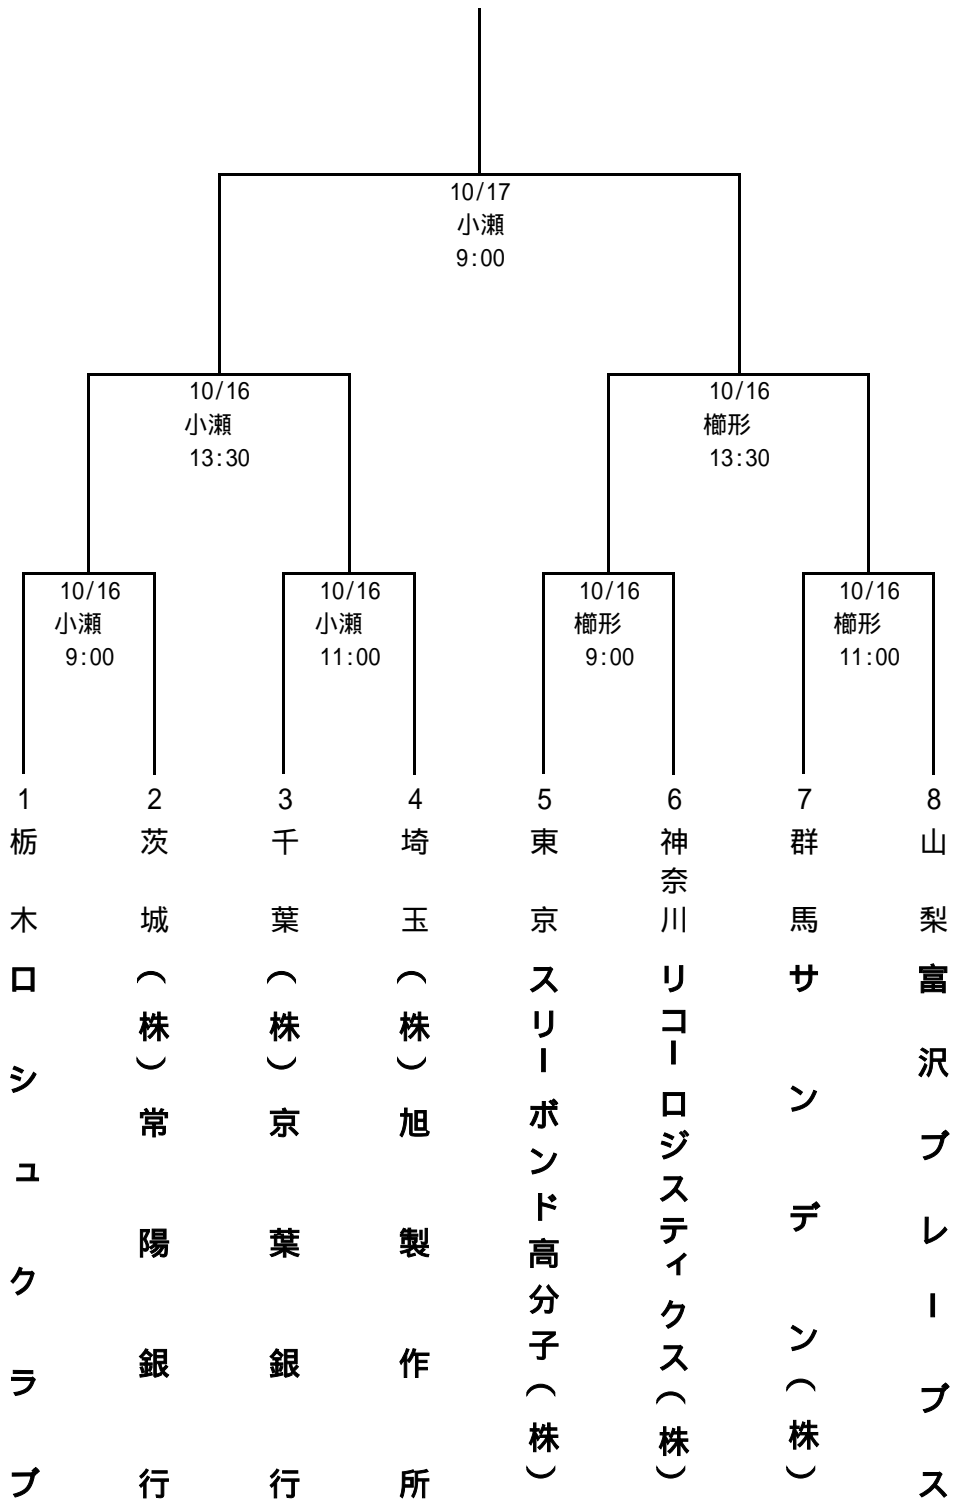 10/17
小瀬
9:00
10/16
小瀬
13:30
10/16
櫛形
13:30
10/16
小瀬
9:00
10/16
小瀬
11:00
10/16
櫛形
9:00
10/16
櫛形
11:00
1
栃木
ロシュクラブ
2
茨城
(株)常陽銀行
3
千葉
(株)京葉銀行
4
埼玉
(株)旭製作所
5
東京
スリーボンド高分子(株)
6
神奈川
リコーロジスティクス(株)
7
群馬
サンデン(株)
8
山梨
富沢ブレーブス